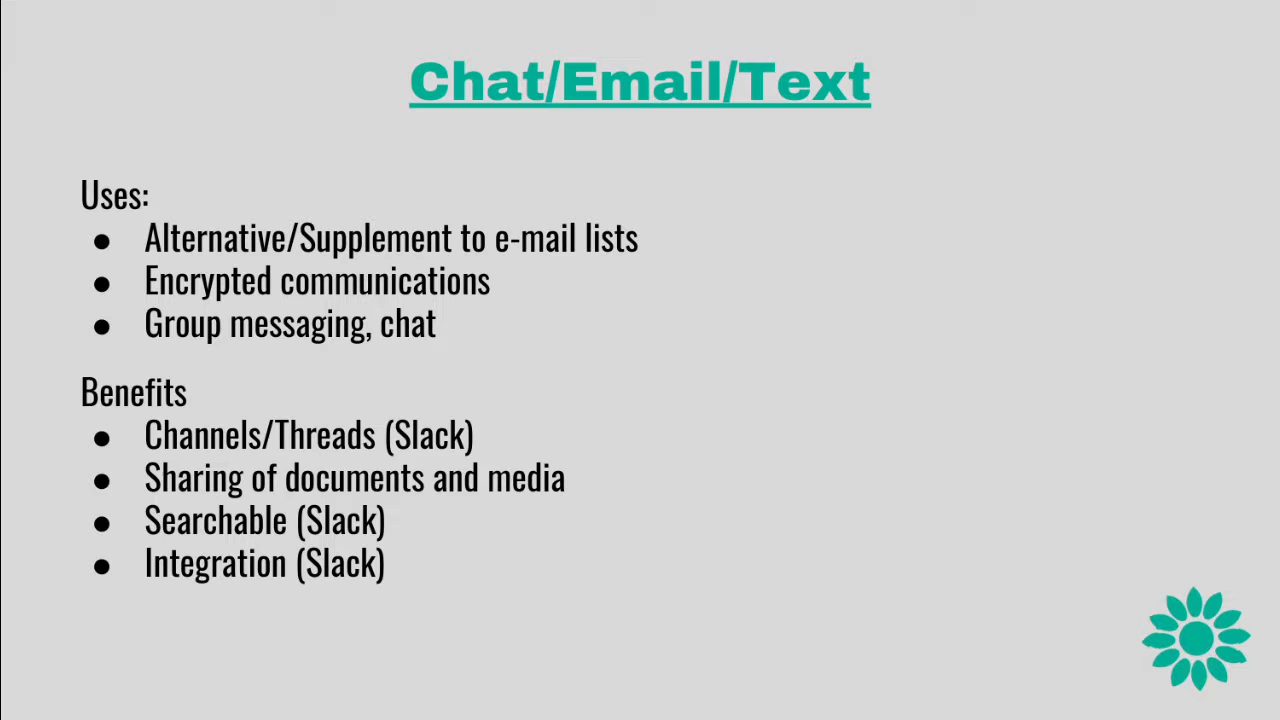 Chat/Email/Text
Uses:
● Alternative/Supplement to e-mail lists
● Encrypted communications
● Group messaging, chat
Benefits
● Channels/Threads (Slack)
● Sharing of documents and media
● Searchable (Slack)
● Integration (Slack)